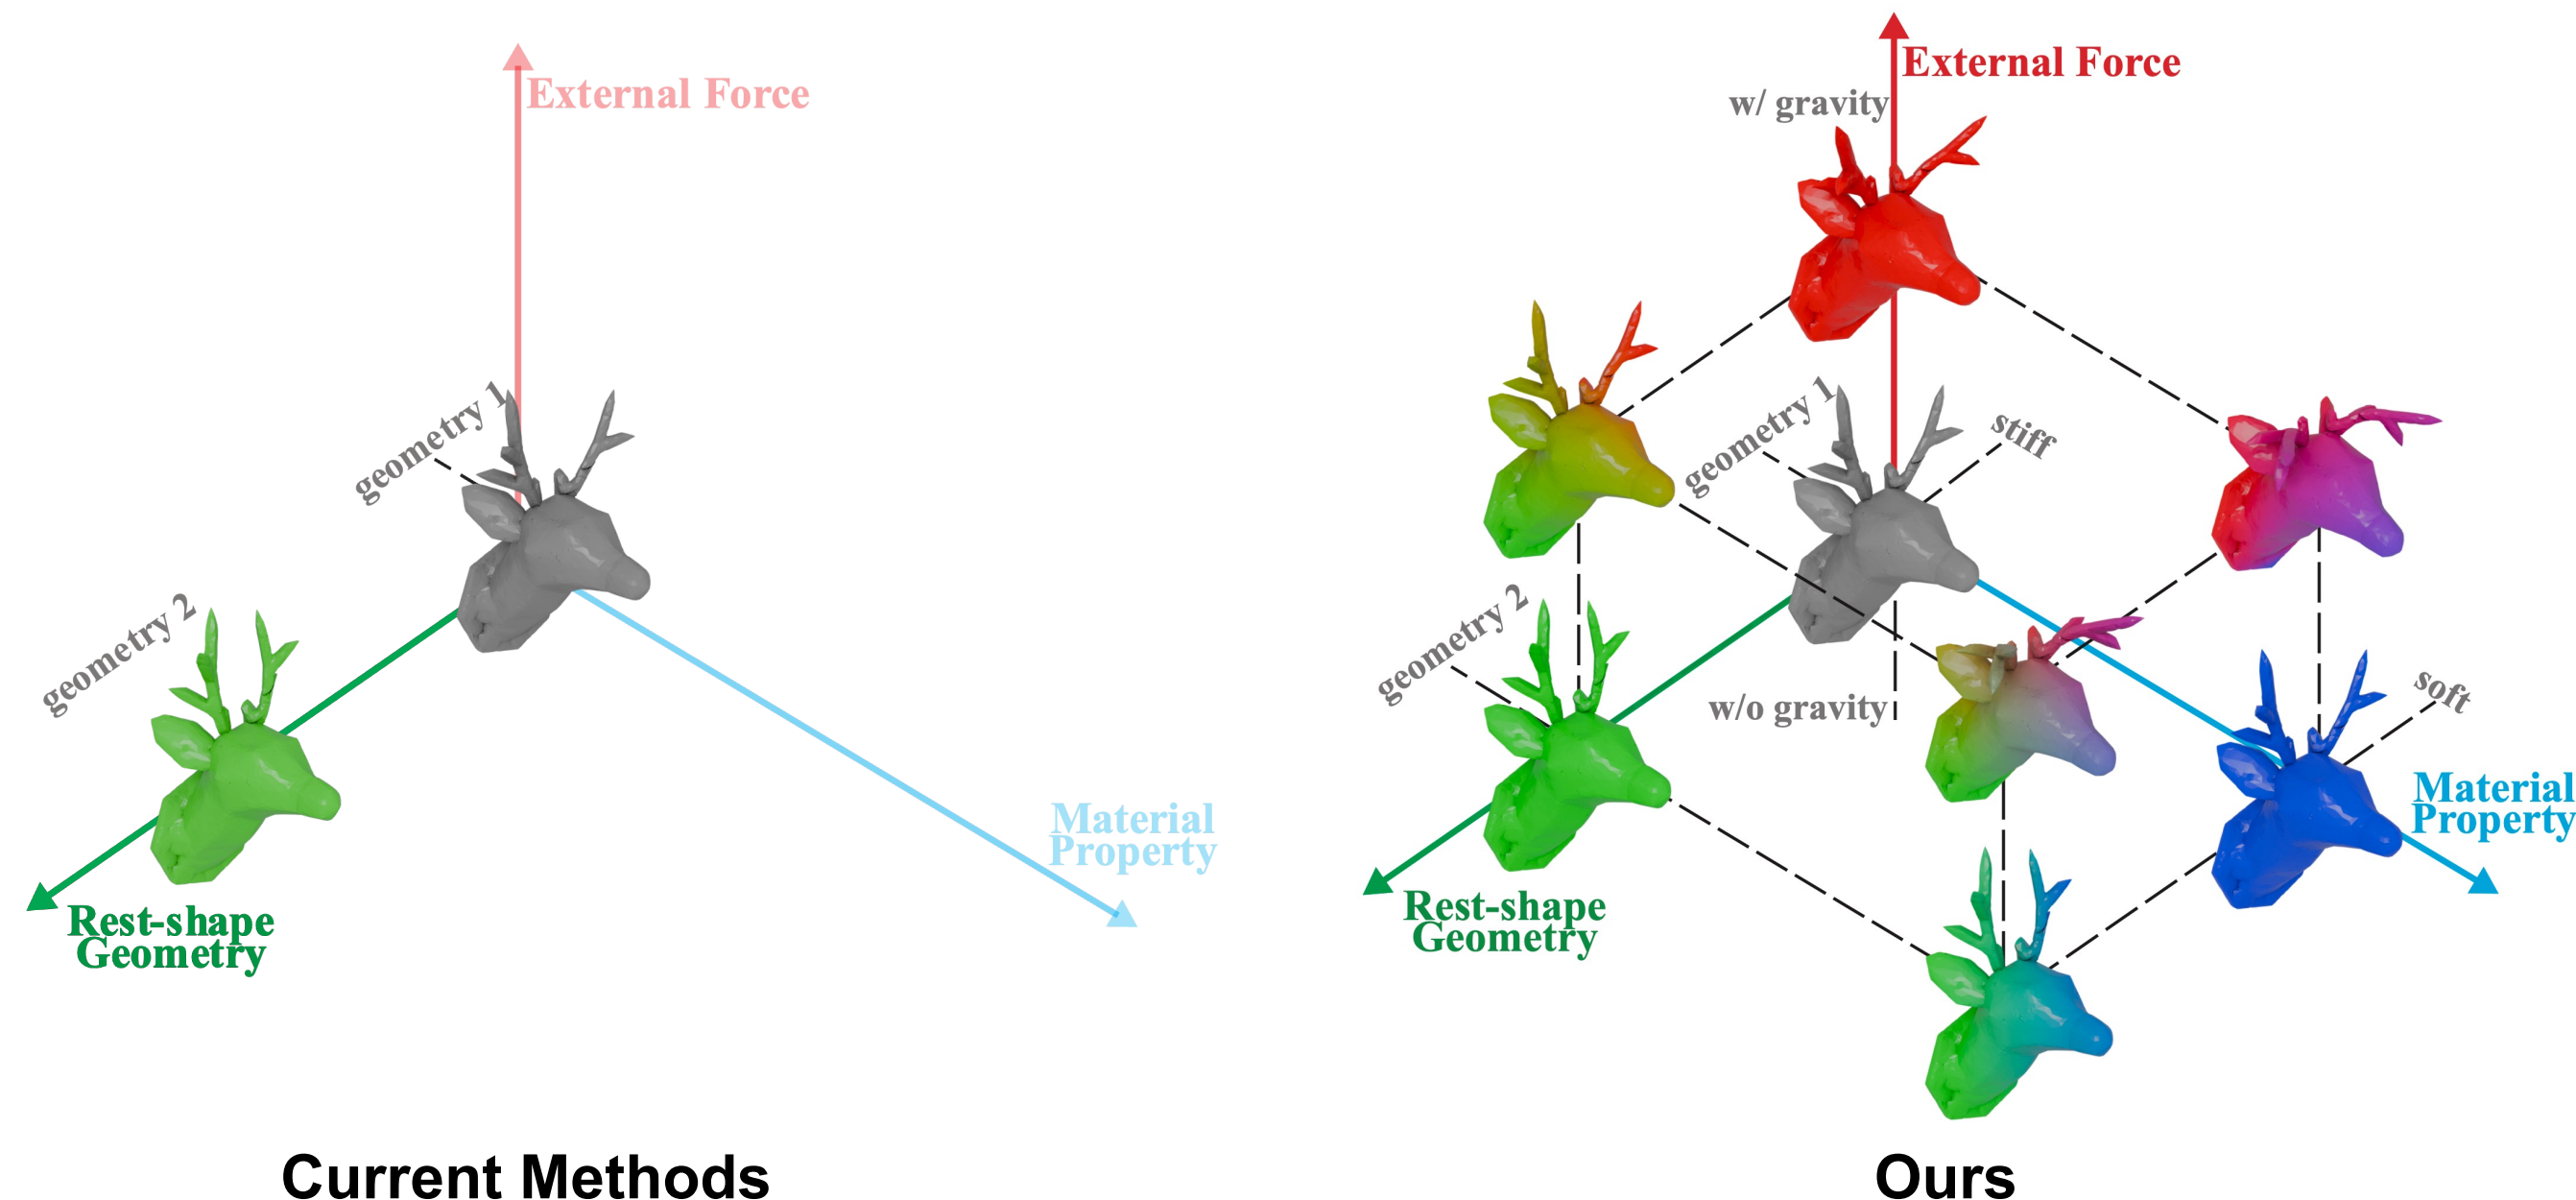 External Force
geometry 1
geometry 2
Material
Property
Rest-shape
Geometry
Current Methods
External Force
w/ gravity
geometry 1
stiff
geometry 2
w/o gravity
soft
Material
Property
Rest-shape
Geometry
Ours